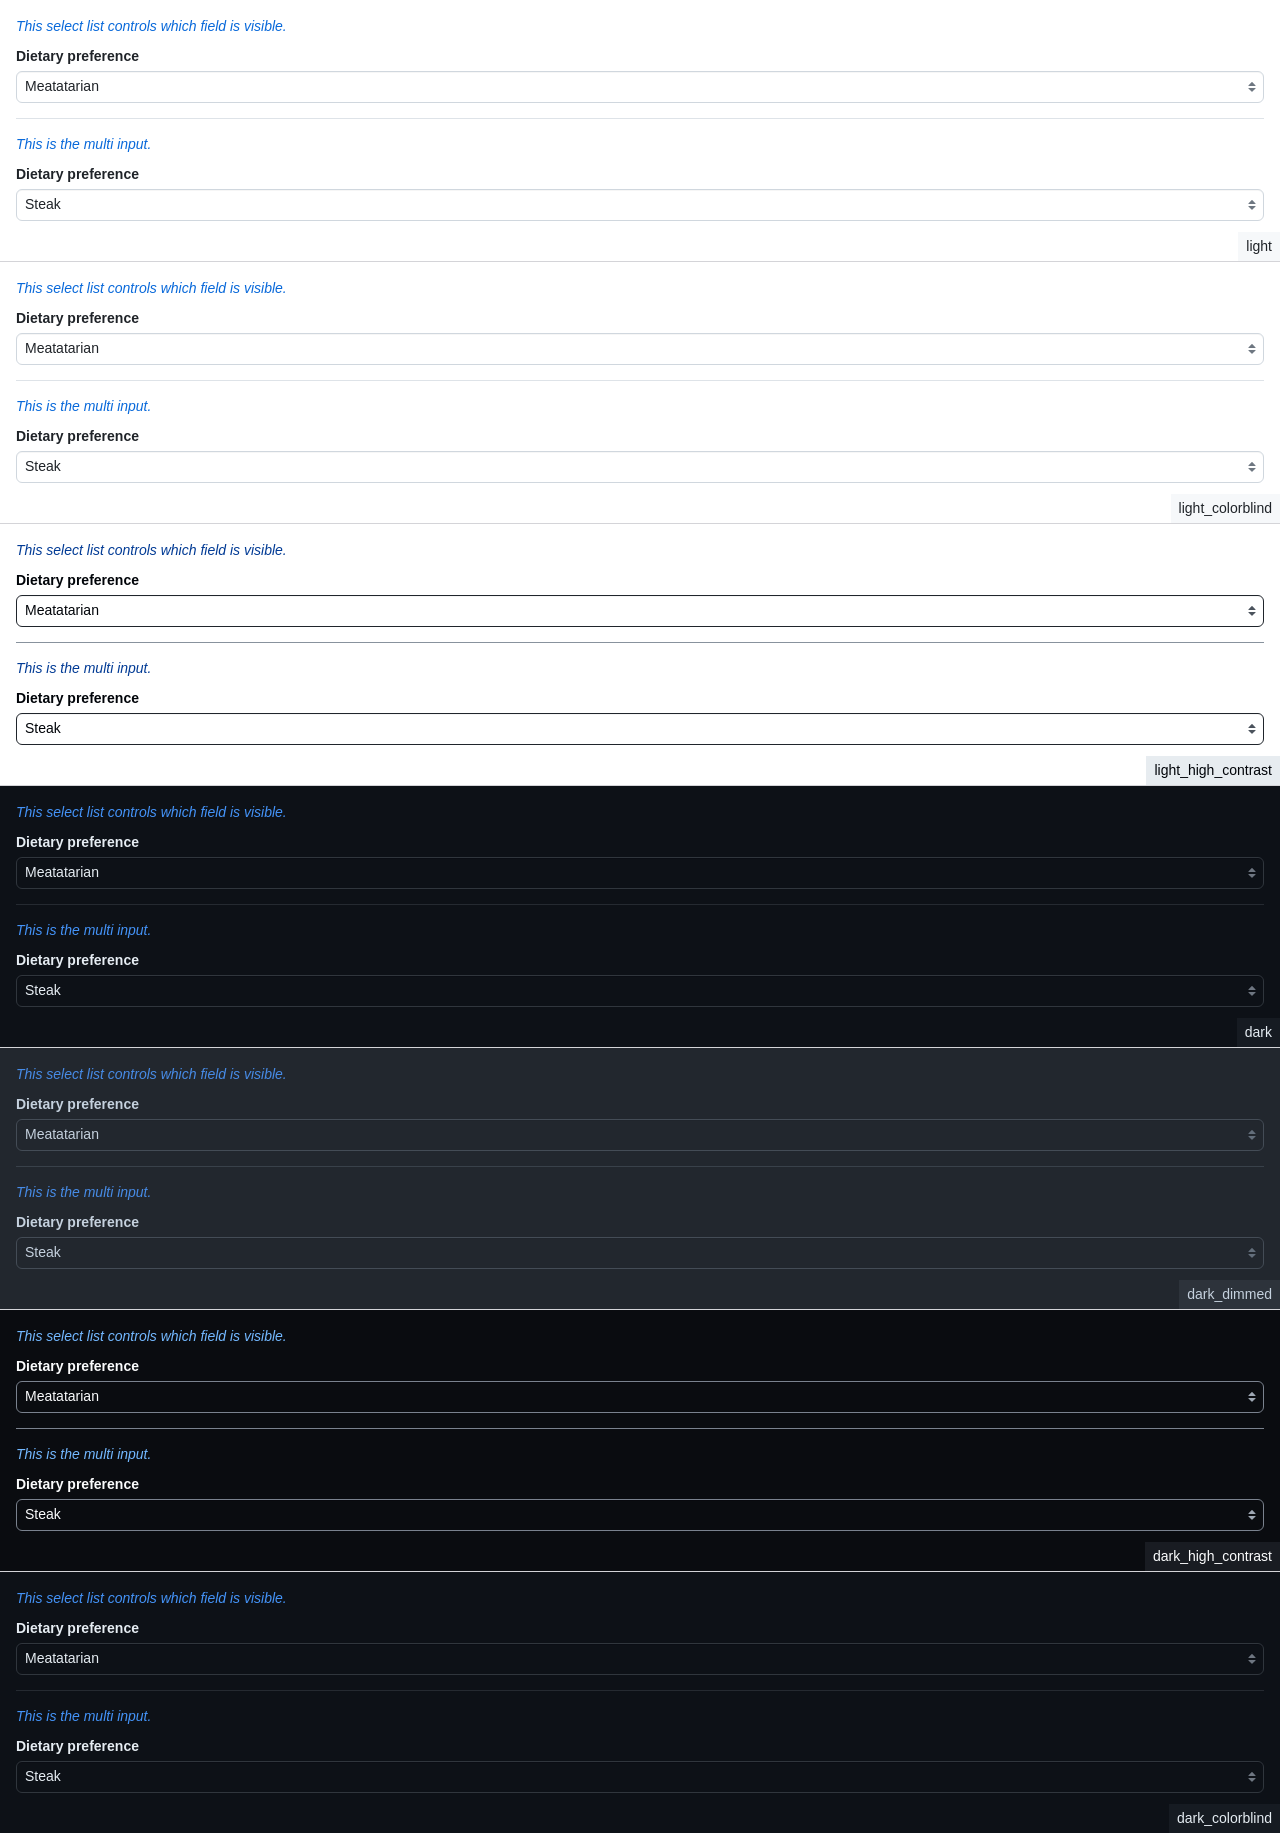 This select list controls which field is visible.
Dietary preference
Meatatarian
This is the multi input.
Dietary preference
Steak
light
This select list controls which field is visible.
Dietary preference
Meatatarian
This is the multi input.
Dietary preference
Steak
light_colorblind
This select list controls which field is visible.
Dietary preference
Meatatarian
This is the multi input.
Dietary preference
Steak
light_high_contrast
This select list controls which field is visible.
Dietary preference
Meatatarian
This is the multi input.
Dietary preference
Steak
dark
This select list controls which field is visible.
Dietary preference
Meatatarian
This is the multi input.
Dietary preference
Steak
dark_dimmed
This select list controls which field is visible.
Dietary preference
Meatatarian
This is the multi input.
Dietary preference
Steak
dark_high_contrast
This select list controls which field is visible.
Dietary preference
Meatatarian
This is the multi input.
Dietary preference
Steak
dark_colorblind